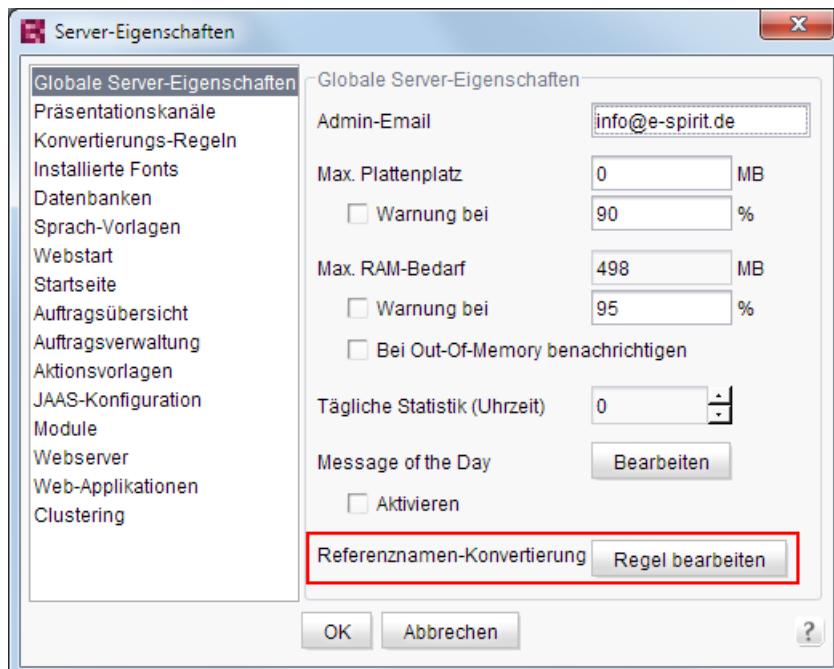 Server-Eigenschaften
Globale Server-Eigenschaften
Präsentationskanäle
Konvertierungs-Regeln
Installierte Fonts
Datenbanken
Sprach-Vorlagen
Webstart
Startseite
Auftragsübersicht
Auftragsverwaltung
Aktionsvorlagen
JAAS-Konfiguration
Module
Webserver
Web-Applikationen
Clustering
Globale Server-Eigenschaften
Admin-Email info@e-spirit.de
Max. Plattenplatz 0 MB
Warnung bei 90 %
Max. RAM-Bedarf 498 MB
Warnung bei 95 %
Bei Out-Of-Memory benachrichtigen
Tägliche Statistik (Uhrzeit) 0
Message of the Day Bearbeiten
Aktivieren
Referenznamen-Konvertierung Regel bearbeiten
OK Abbrechen ?